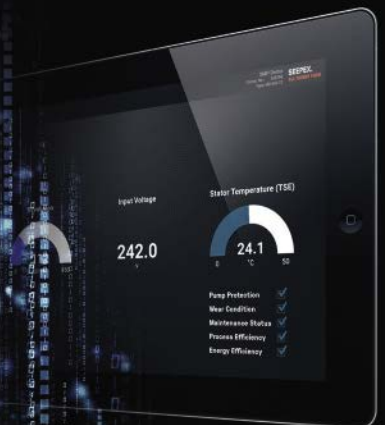 SEEPEX.
Input Voltage
242.0
V
Stator Temperature (TSE)
24.1
0
°C
50
Pump Protection
Wear Condition
Maintenance Status
Process Efficiency
Energy Efficiency